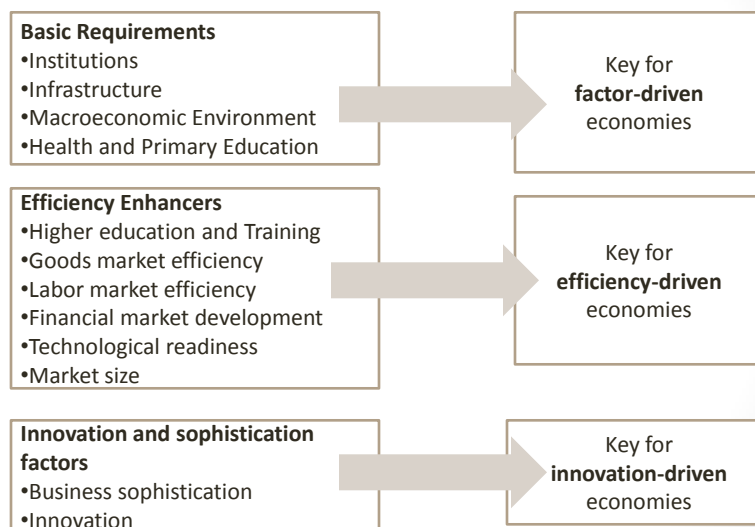 Basic Requirements
•Institutions
•Infrastructure
•Macroeconomic Environment
•Health and Primary Education
Key for
factor-driven
economies
Efficiency Enhancers
•Higher education and Training
•Goods market efficiency
•Labor market efficiency
•Financial market development
•Technological readiness
•Market size
Key for
efficiency-driven
economies
Innovation and sophistication
factors
•Business sophistication
•Innovation
Key for
innovation-driven
economies